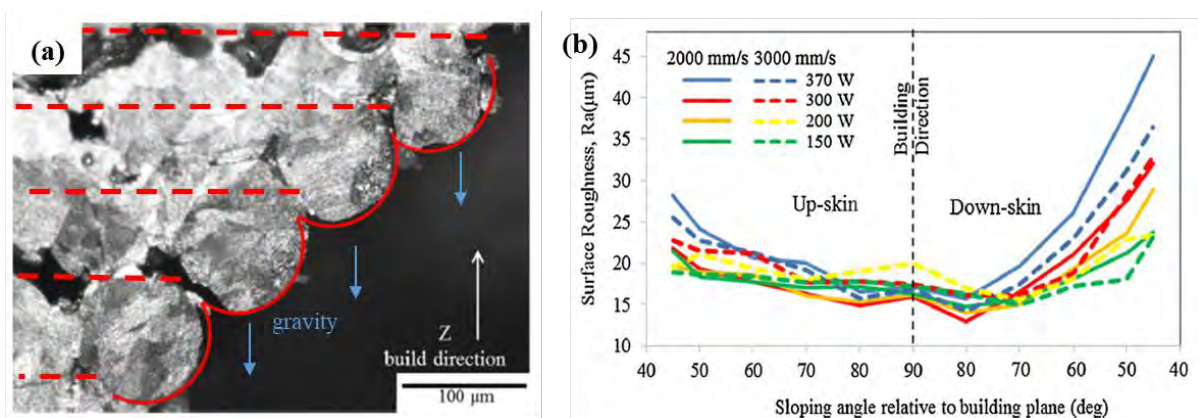 (a)
gravity
Z
build direction
100 μm
(b)
Surface Roughness, Ra(μm)
45
40
35
30
25
20
15
10
2000 mm/s 3000 mm/s
370 W
300 W
200 W
150 W
Building
Direction
Up-skin
Down-skin
40 50 60 70 80 90 80 70 60 50 40
Sloping angle relative to building plane (deg)